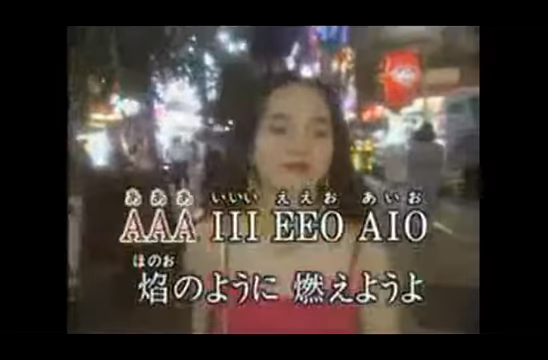 あああ いいい ええお あいお
AAA III EEO AIO
ほのお
焰のように 燃えようよ